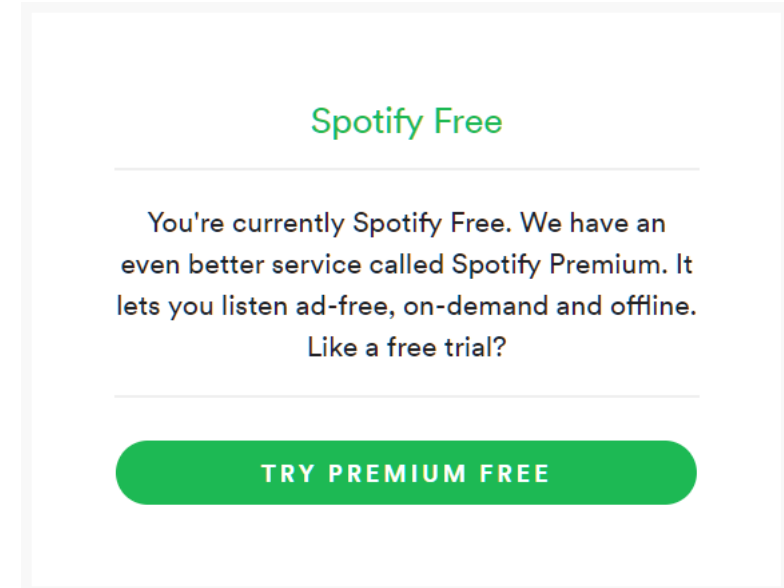 Spotify Free
You're currently Spotify Free. We have an
even better service called Spotify Premium. It
lets you listen ad-free, on-demand and offline.
Like a free trial?
TRY PREMIUM FREE